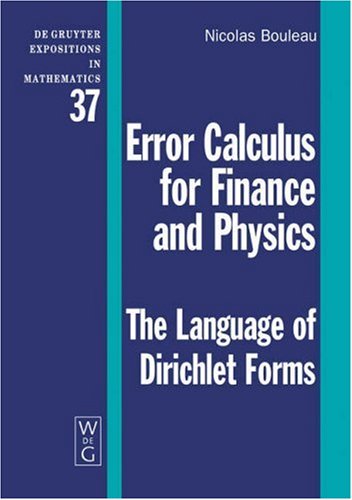 DE GRUYTER
EXPOSITIONS
IN
MATHEMATICS
37
Nicolas Bouleau
Error Calculus
for Finance
and Physics
The Language of
Dirichlet Forms
W
DE
G